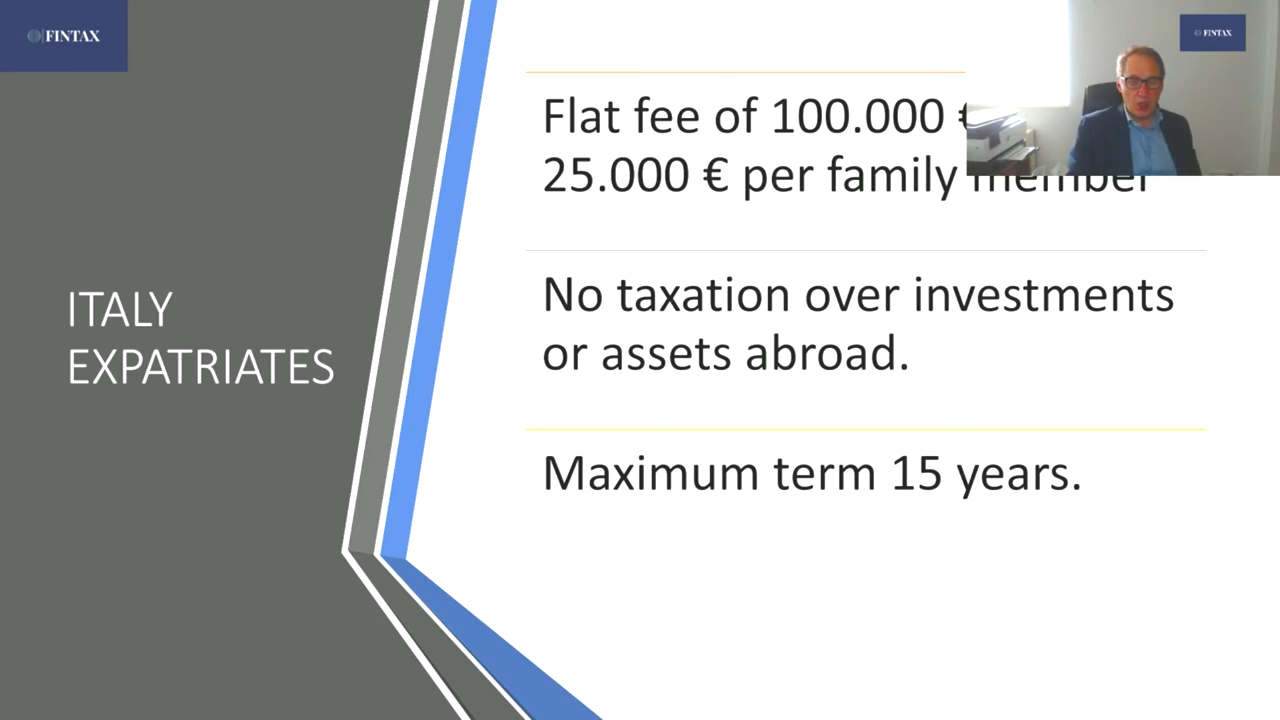 FINTAX
FINTAX
Flat fee of 100.000 €
25.000 € per family member
ITALY
EXPATRIATES
No taxation over investments
or assets abroad.
Maximum term 15 years.